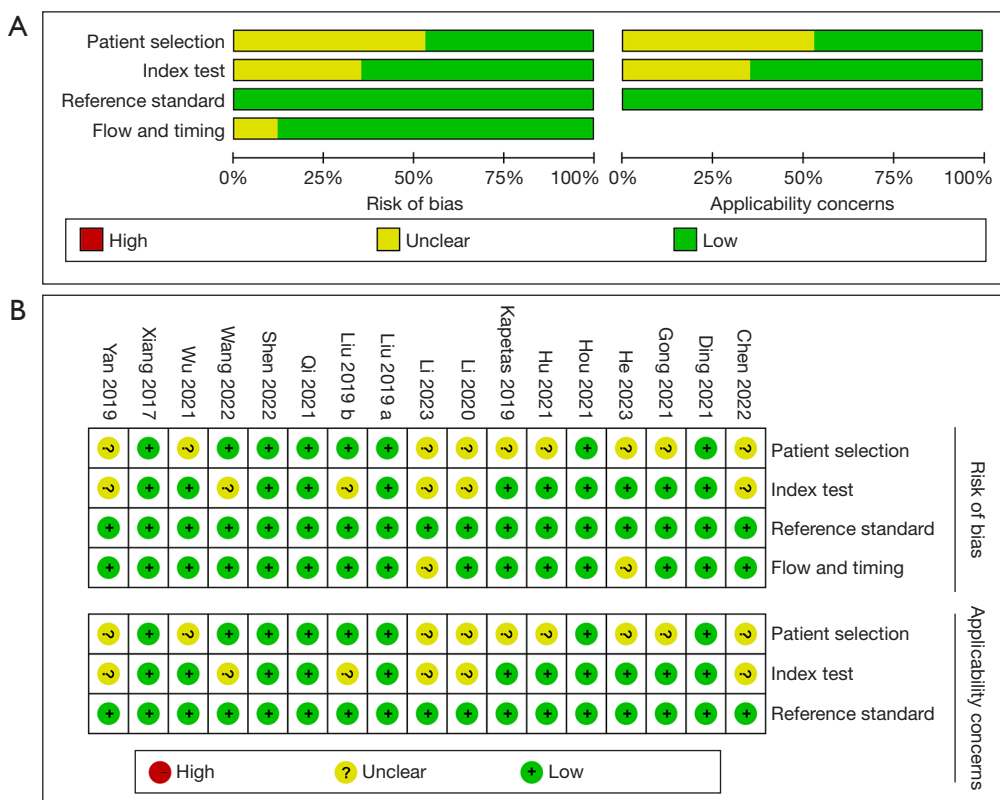 A
Patient selection
Index test
Reference standard
Flow and timing
0% 25% 50% 75% 100%
Risk of bias
0% 25% 50% 75% 100%
Applicability concerns
High Unclear Low
B
Yan 2019
Xiang 2017
Wu 2021
Wang 2022
Shen 2022
Qi 2021
Liu 2019 b
Liu 2019 a
Li 2023
Li 2020
Kapetas 2019
Hu 2021
Hou 2021
He 2023
Gong 2021
Ding 2021
Chen 2022
? + ? + + + + + ? ? ? ? + ? ? + ? Patient selection
? + + ? + + ? + ? ? + + + + + + ? Index test
+ + + + + + + + + + + + + + + + + Reference standard
+ + + + + + + + ? + + + + ? + + + Flow and timing
Risk of bias
? + ? + + + + + ? ? ? ? + ? ? + ? Patient selection
? + + ? + + ? + ? ? + + + + + + ? Index test
+ + + + + + + + + + + + + + + + + Reference standard
Applicability concerns
– High ? Unclear + Low